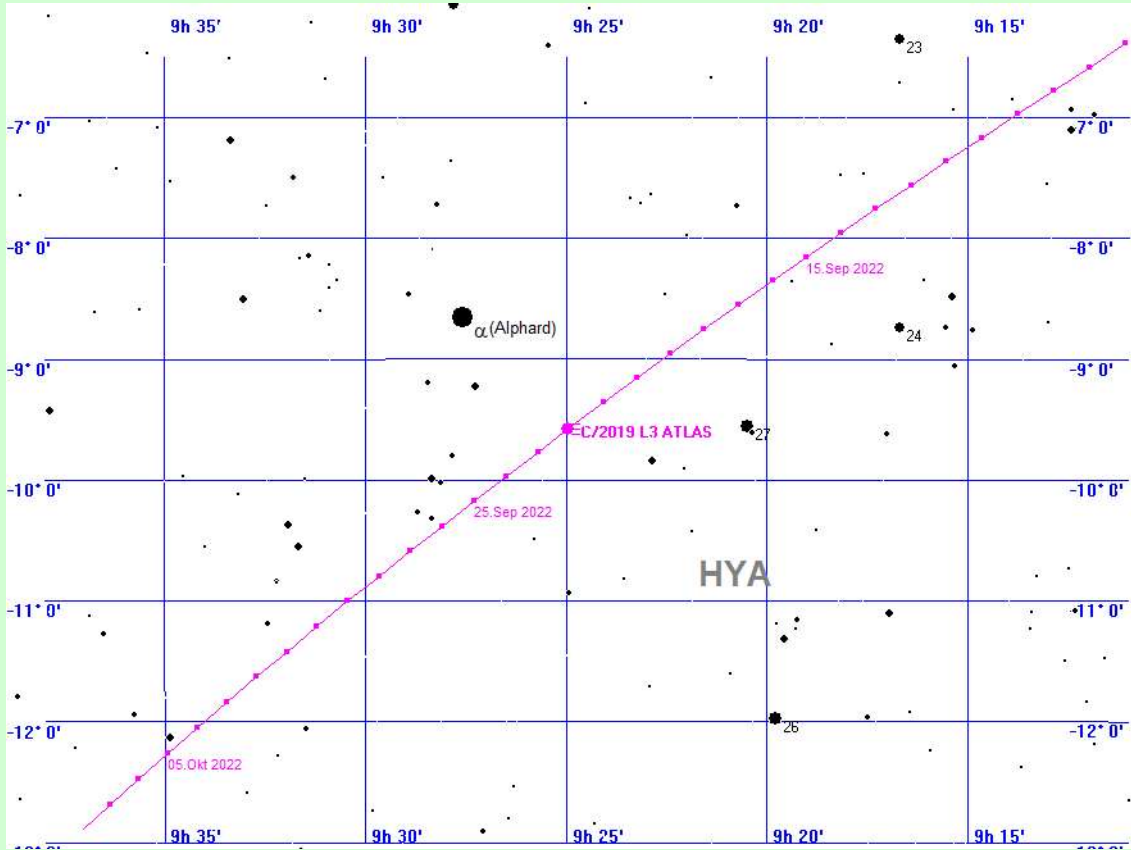 9h 35' 9h 30' 9h 25' 9h 20' 9h 15'
23
-7° 0' -7° 0'
-8° 0' -8° 0'
15.Sep 2022
α (Alphard)
24
-9° 0' -9° 0'
C/2019 L3 ATLAS
27
-10° 0' -10° 0'
25.Sep 2022
HYA
-11° 0' -11° 0'
26
-12° 0' -12° 0'
05.Okt 2022
9h 35' 9h 30' 9h 25' 9h 20' 9h 15'